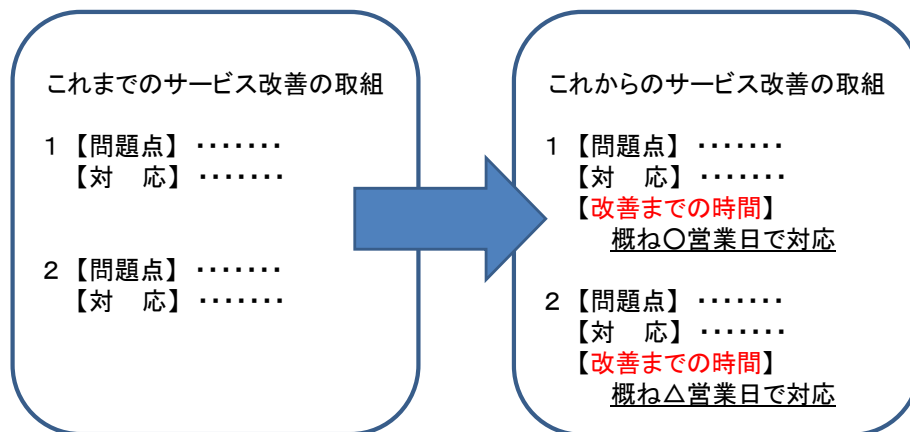 これまでのサービス改善の取組
1 【問題点】 ・・・・・・・
【対　応】 ・・・・・・・
2 【問題点】 ・・・・・・・
【対　応】 ・・・・・・・
これからのサービス改善の取組
1 【問題点】 ・・・・・・・
【対　応】 ・・・・・・・
【改善までの時間】
概ね〇営業日で対応
2 【問題点】 ・・・・・・・
【対　応】 ・・・・・・・
【改善までの時間】
概ね△営業日で対応